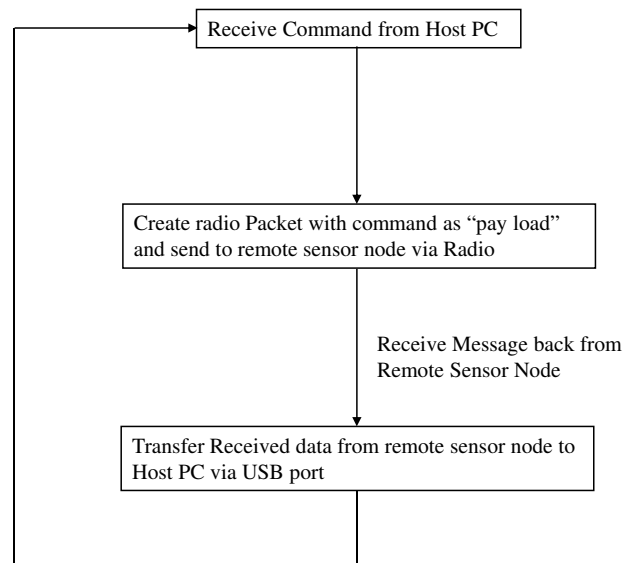 Receive Command from Host PC
Create radio Packet with command as “pay load”
and send to remote sensor node via Radio
Receive Message back from
Remote Sensor Node
Transfer Received data from remote sensor node to
Host PC via USB port